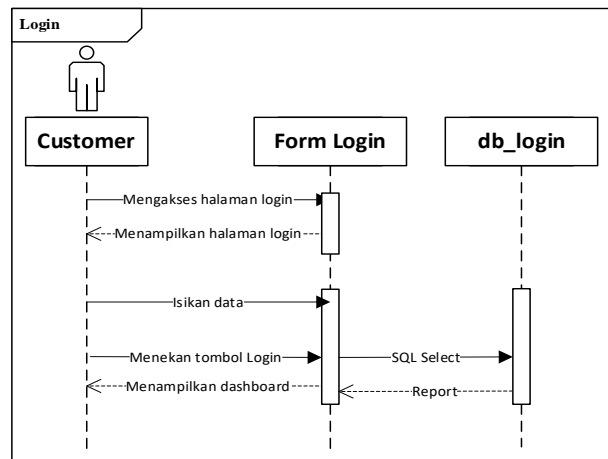 Login
Customer
Form Login
db_login
Mengakses halaman login
Menampilkan halaman login
Isikan data
Menekan tombol Login
SQL Select
Menampilkan dashboard
Report